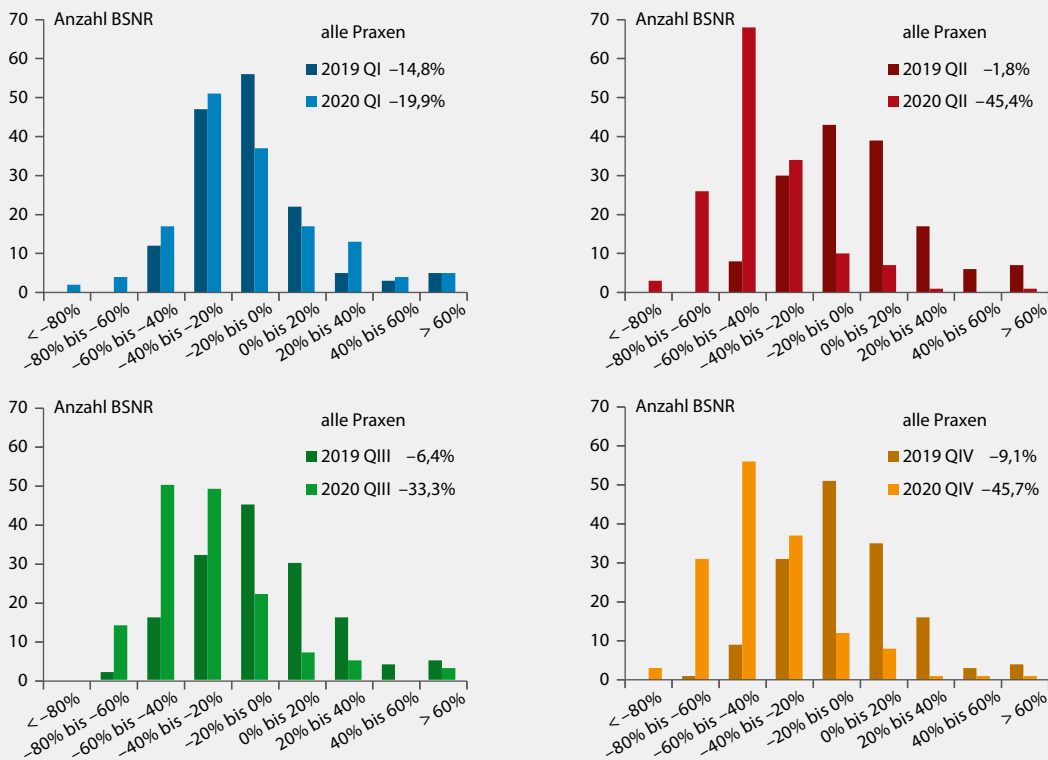 Anzahl BSNR
alle Praxen
2019 QI –14,8%
2020 QI –19,9%
70
60
50
40
30
20
10
0
< –80%
–80% bis –60%
–60% bis –40%
–40% bis –20%
–20% bis 0%
0% bis 20%
20% bis 40%
40% bis 60%
> 60%
Anzahl BSNR
alle Praxen
2019 QII –1,8%
2020 QII –45,4%
70
60
50
40
30
20
10
0
< –80%
–80% bis –60%
–60% bis –40%
–40% bis –20%
–20% bis 0%
0% bis 20%
20% bis 40%
40% bis 60%
> 60%
Anzahl BSNR
alle Praxen
2019 QIII –6,4%
2020 QIII –33,3%
70
60
50
40
30
20
10
0
< –80%
–80% bis –60%
–60% bis –40%
–40% bis –20%
–20% bis 0%
0% bis 20%
20% bis 40%
40% bis 60%
> 60%
Anzahl BSNR
alle Praxen
2019 QIV –9,1%
2020 QIV –45,7%
70
60
50
40
30
20
10
0
< –80%
–80% bis –60%
–60% bis –40%
–40% bis –20%
–20% bis 0%
0% bis 20%
20% bis 40%
40% bis 60%
> 60%